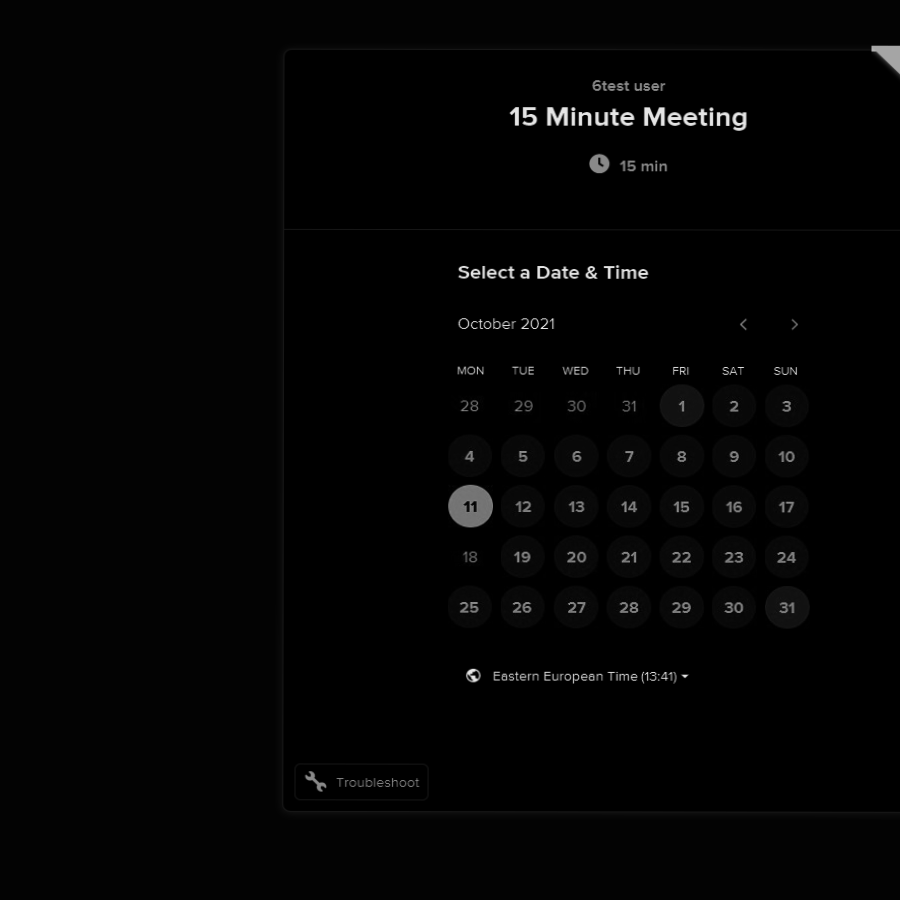 6test user
15 Minute Meeting
15 min
Select a Date & Time
October 2021
MON TUE WED THU FRI SAT SUN
28 29 30 31 1 2 3
4 5 6 7 8 9 10
11 12 13 14 15 16 17
18 19 20 21 22 23 24
25 26 27 28 29 30 31
Eastern European Time (13:41)
Troubleshoot